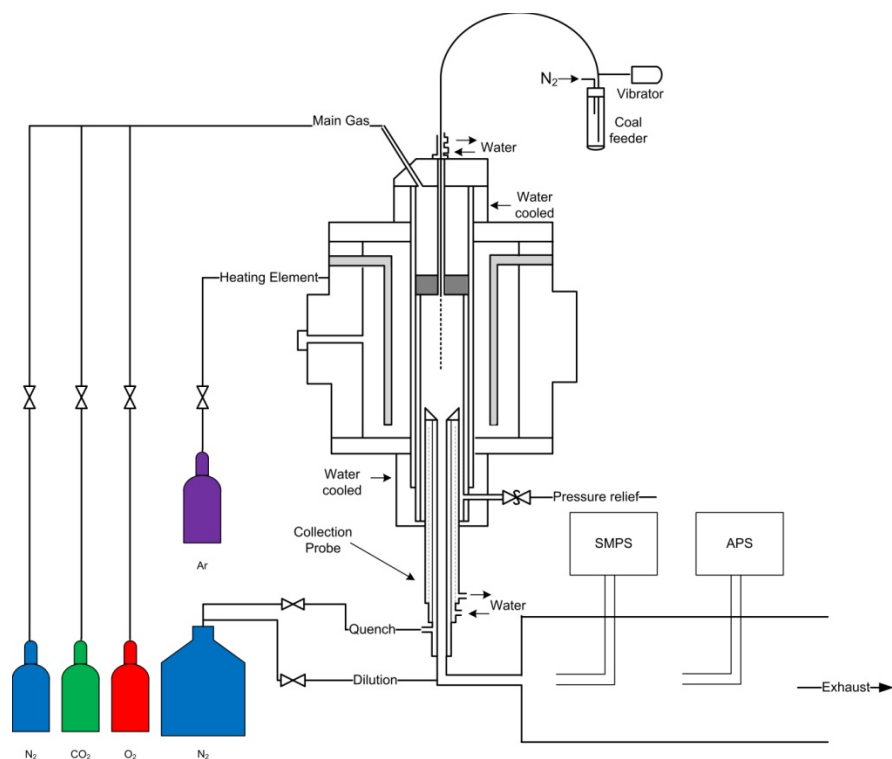 N₂
Vibrator
Coal
feeder
Main Gas
Water
Water
cooled
Heating Element
Water
cooled
Pressure relief
Collection
Probe
SMPS
APS
Ar
Water
Quench
Dilution
Exhaust
N₂
CO₂
O₂
N₂